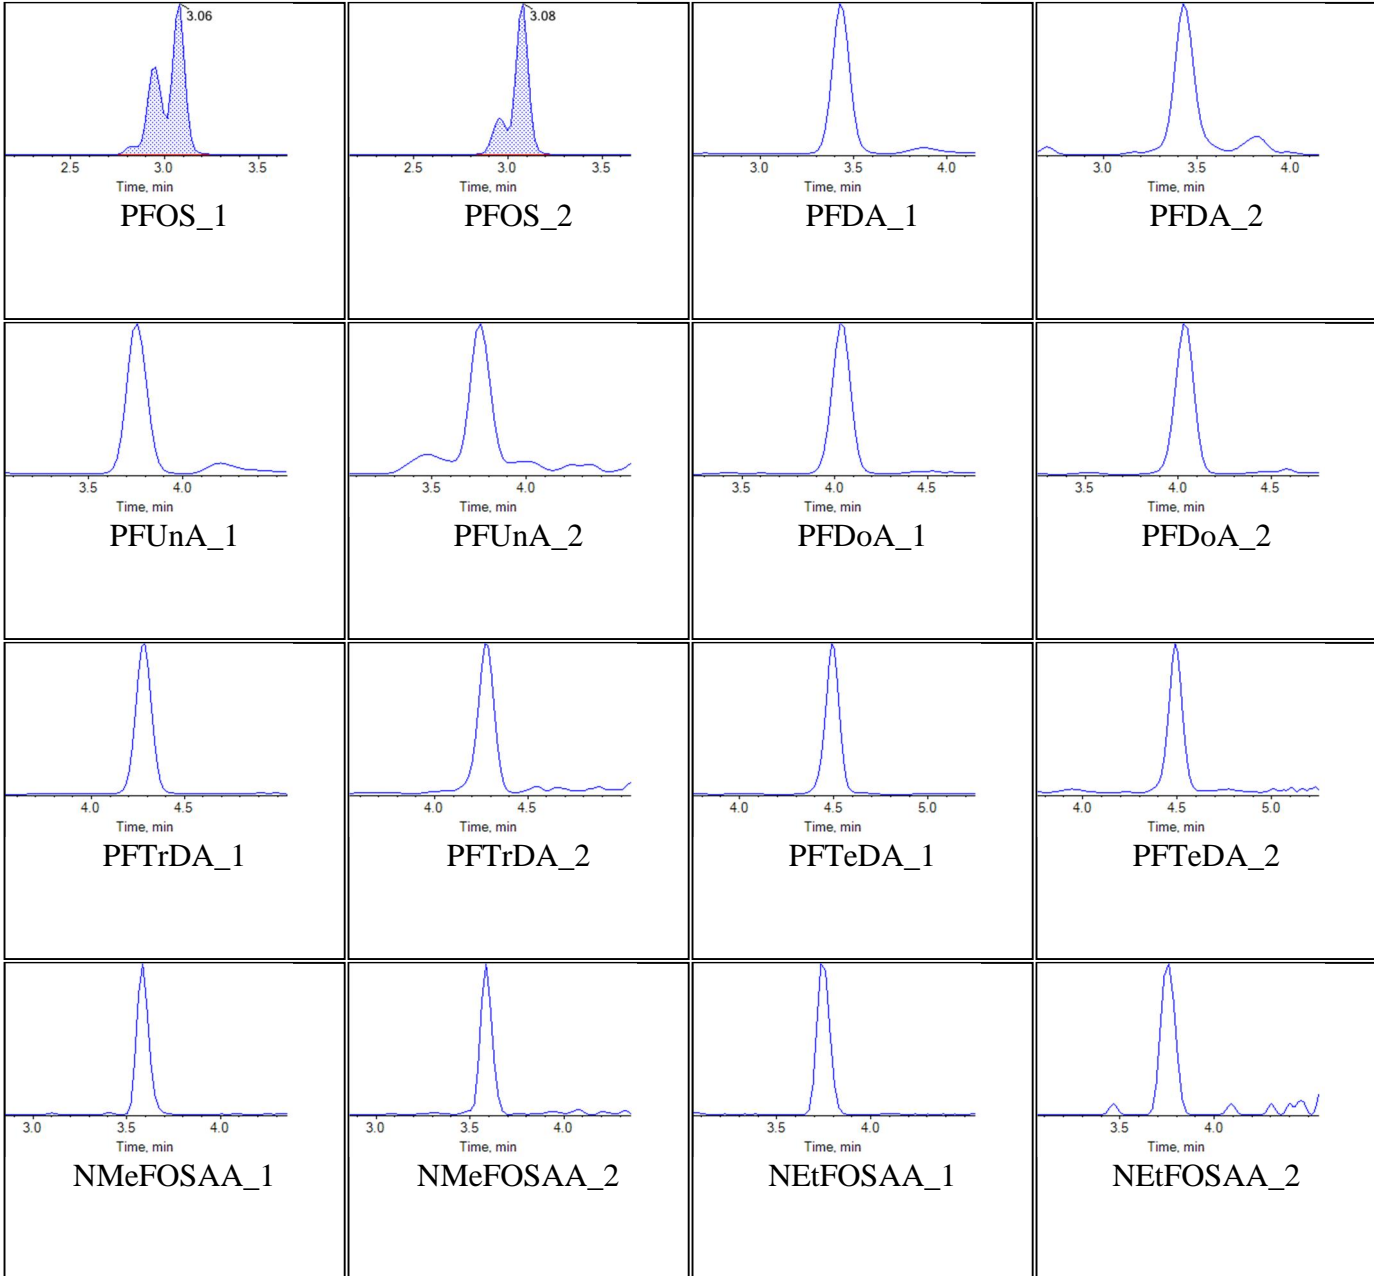 3.06
3.08
2.5 3.0 3.5
2.5 3.0 3.5
3.0 3.5 4.0
3.0 3.5 4.0
Time, min
Time, min
Time, min
Time, min
PFOS_1
PFOS_2
PFDA_1
PFDA_2
3.5 4.0
3.5 4.0
3.5 4.0 4.5
3.5 4.0 4.5
Time, min
Time, min
Time, min
Time, min
PFUnA_1
PFUnA_2
PFDoA_1
PFDoA_2
4.0 4.5
4.0 4.5
4.0 4.5 5.0
4.0 4.5 5.0
Time, min
Time, min
Time, min
Time, min
PFTrDA_1
PFTrDA_2
PFTeDA_1
PFTeDA_2
3.0 3.5 4.0
3.0 3.5 4.0
3.5 4.0
3.5 4.0
Time, min
Time, min
Time, min
Time, min
NMeFOSAA_1
NMeFOSAA_2
NEtFOSAA_1
NEtFOSAA_2